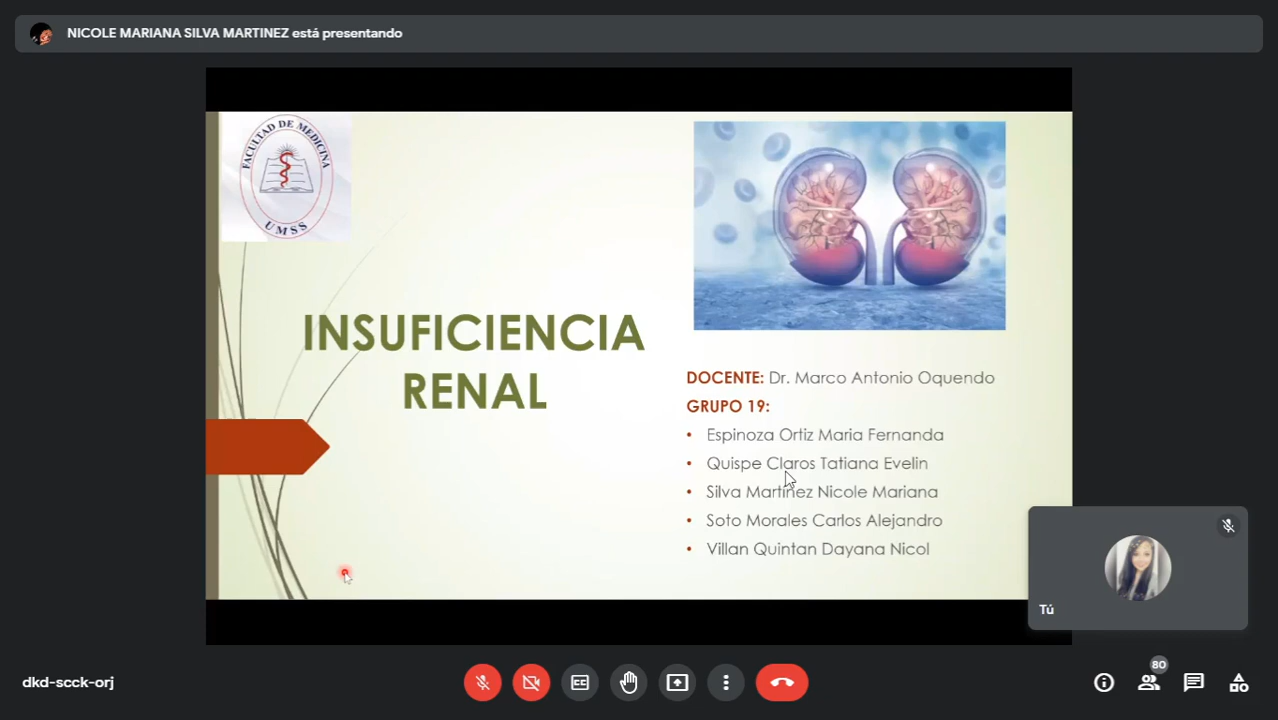 NICOLE MARIANA SILVA MARTINEZ está presentando
FACULTAD DE MEDICINA
UMSS
INSUFICIENCIA
RENAL
DOCENTE: Dr. Marco Antonio Oquendo
GRUPO 19:
• Espinoza Ortiz Maria Fernanda
• Quispe Claros Tatiana Evelin
• Silva Martínez Nicole Mariana
• Soto Morales Carlos Alejandro
• Villan Quintan Dayana Nicol
Tú
dkd-scck-orj
CC
80